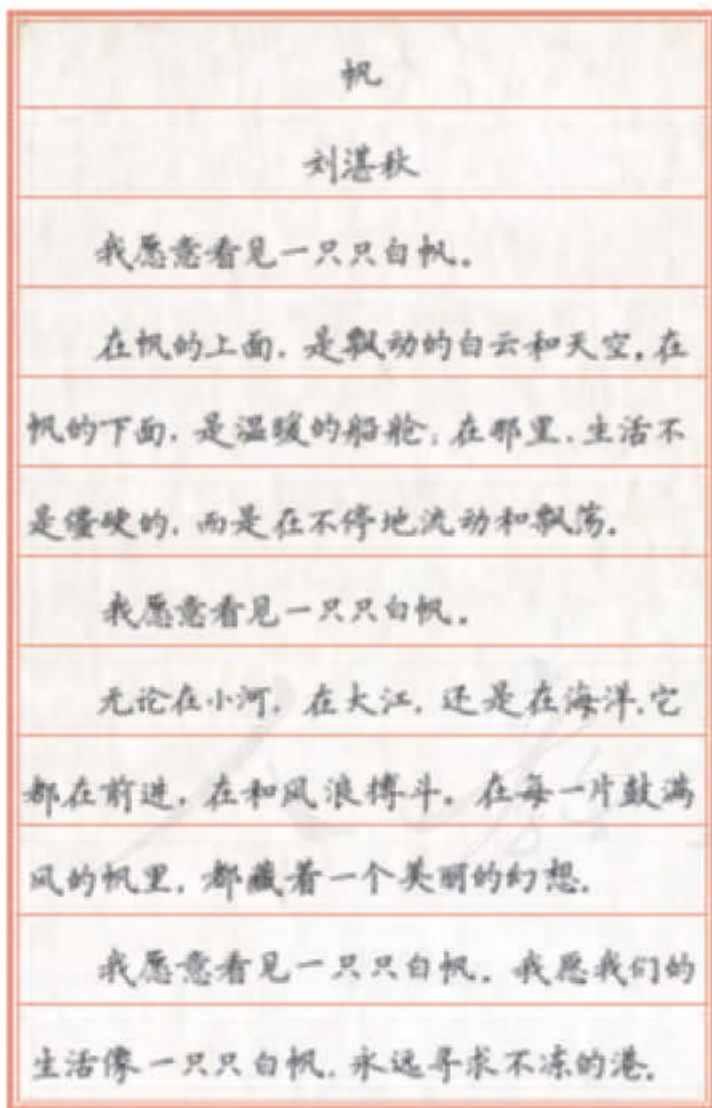 帆
刘湛秋
我愿意看见一只只白帆。
在帆的上面，是飘动的白云和天空，在
帆的下面，是温暖的船舱，在那里，生活不
是僵硬的，而是在不停地流动和飘荡。
我愿意看见一只只白帆。
无论在小河，在大江，还是在海洋，它
都在前进，在和风浪搏斗。在每一片鼓满
风的帆里，都藏着一个美丽的幻想。
我愿意看见一只只白帆。我愿我们的
生活像一只只白帆，永远寻求不冻的港。